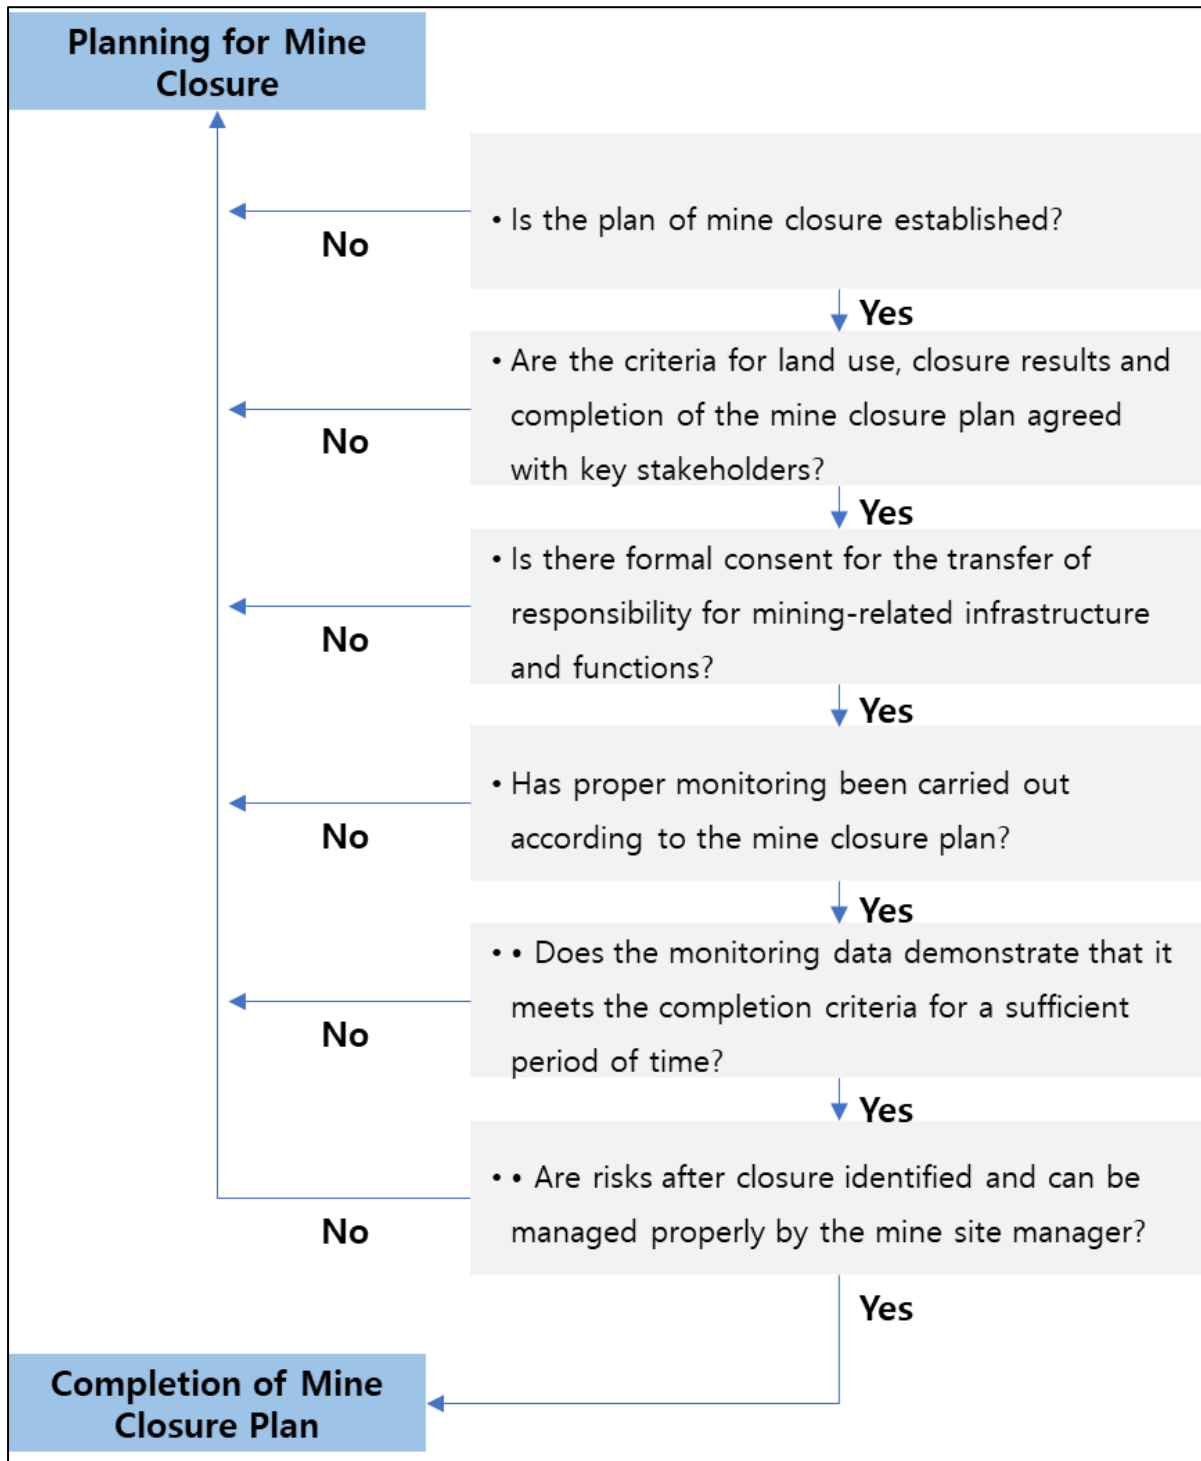 Planning for Mine
Closure
• Is the plan of mine closure established?
No
Yes
• Are the criteria for land use, closure results and
completion of the mine closure plan agreed
with key stakeholders?
No
Yes
• Is there formal consent for the transfer of
responsibility for mining-related infrastructure
and functions?
No
Yes
• Has proper monitoring been carried out
according to the mine closure plan?
No
Yes
• • Does the monitoring data demonstrate that it
meets the completion criteria for a sufficient
period of time?
No
Yes
• • Are risks after closure identified and can be
managed properly by the mine site manager?
No
Yes
Completion of Mine
Closure Plan